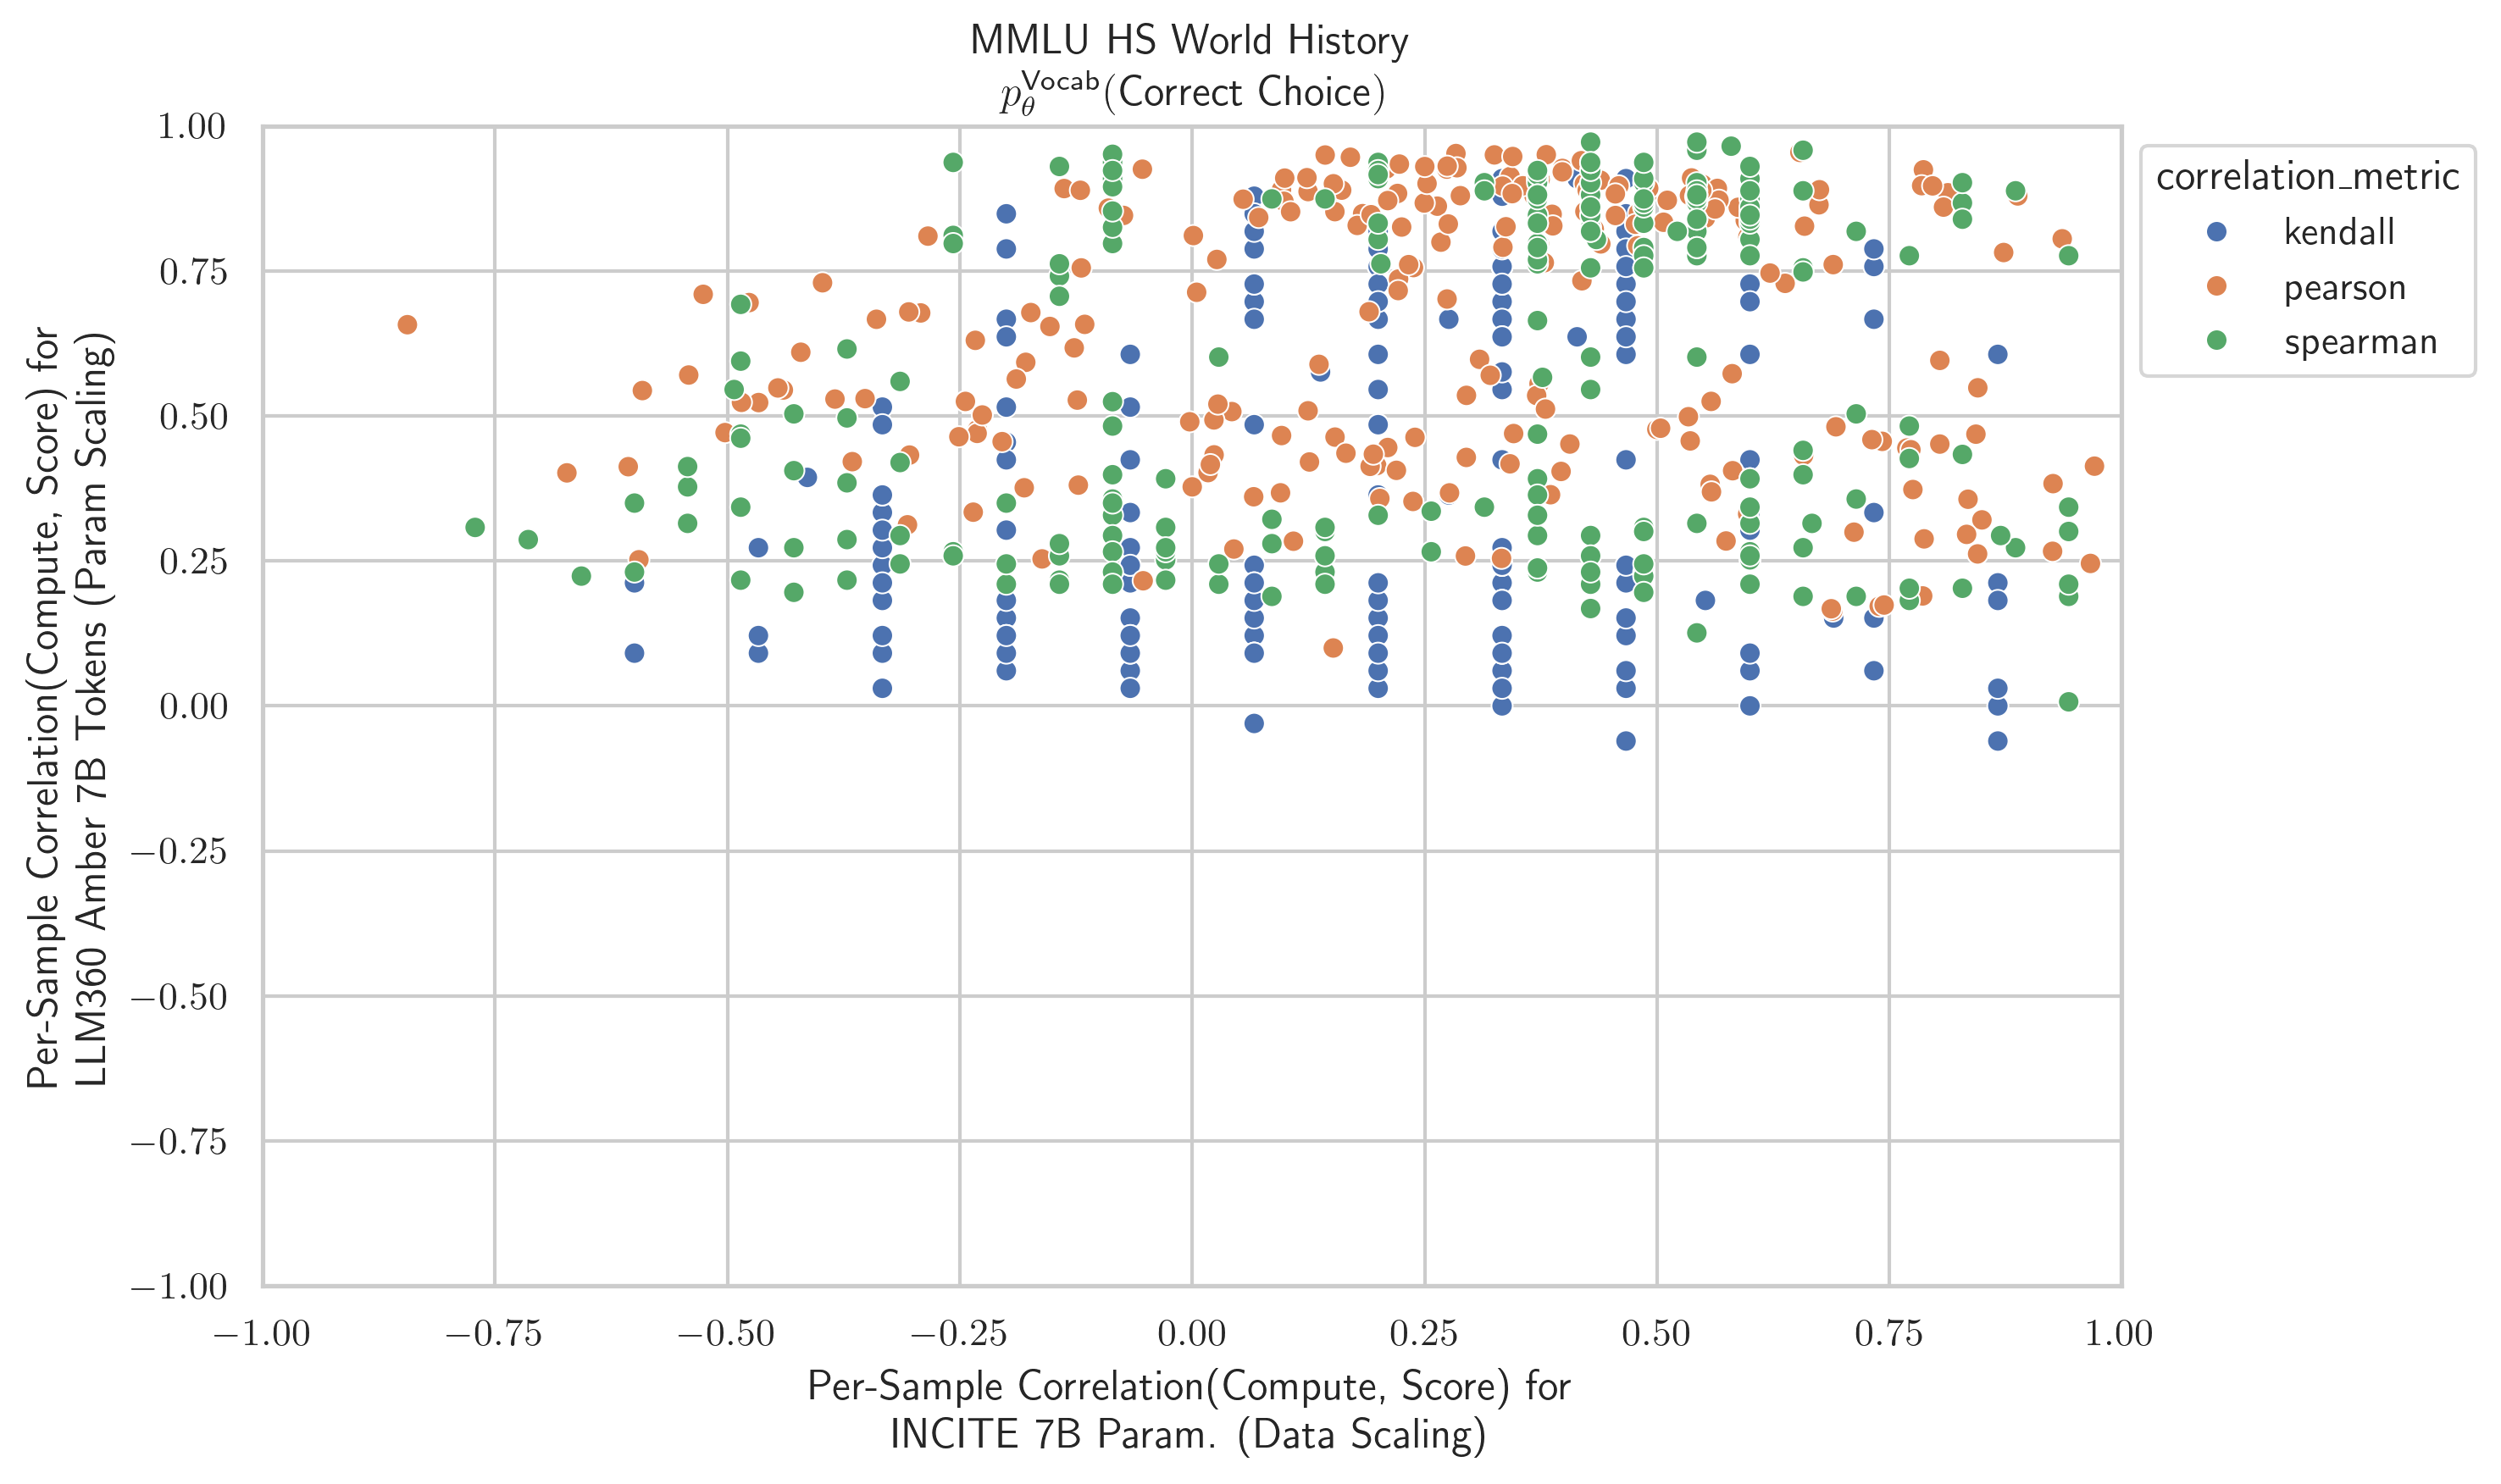 MMLU HS World History
p_θ^Vocab(Correct Choice)
1.00
0.75
0.50
0.25
0.00
−0.25
−0.50
−0.75
−1.00
Per-Sample Correlation(Compute, Score) for
LLM360 Amber 7B Tokens (Param Scaling)
−1.00
−0.75
−0.50
−0.25
0.00
0.25
0.50
0.75
1.00
Per-Sample Correlation(Compute, Score) for
INCITE 7B Param. (Data Scaling)
correlation_metric
kendall
pearson
spearman